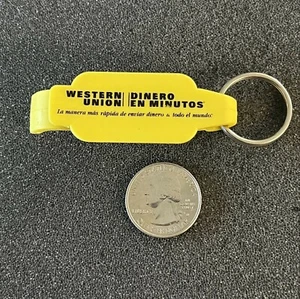 WESTERN UNION || DINERO EN MINUTOS
La manera más rápida de enviar dinero a todo el mundo.